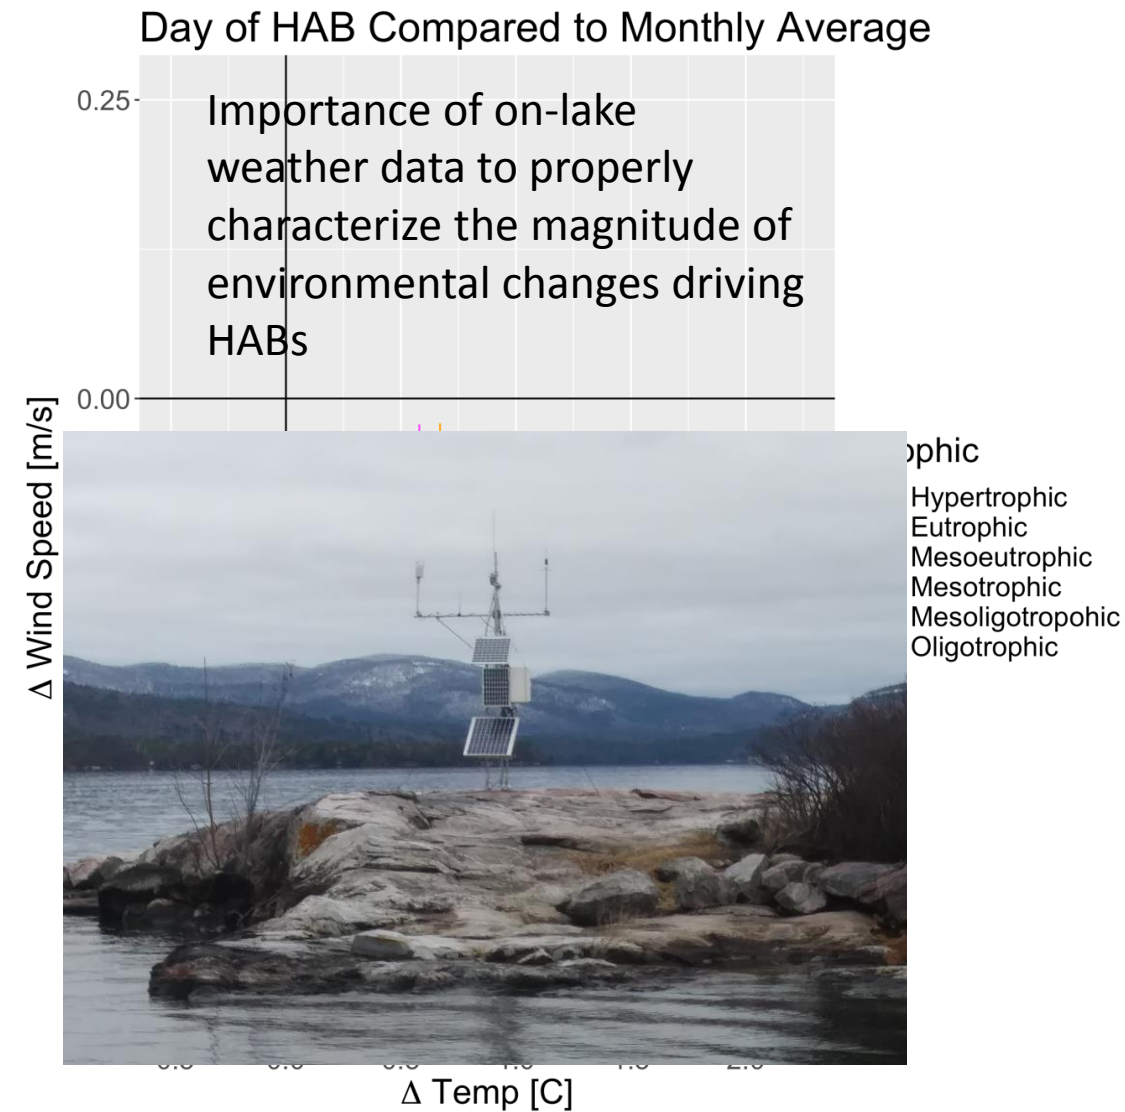 Day of HAB Compared to Monthly Average
0.25
Importance of on-lake
weather data to properly
characterize the magnitude of
environmental changes driving
HABs
0.00
Δ Wind Speed [m/s]
Hypertrophic
Eutrophic
Mesoeutrophic
Mesotrophic
Mesoligotropohic
Oligotrophic
Δ Temp [C]